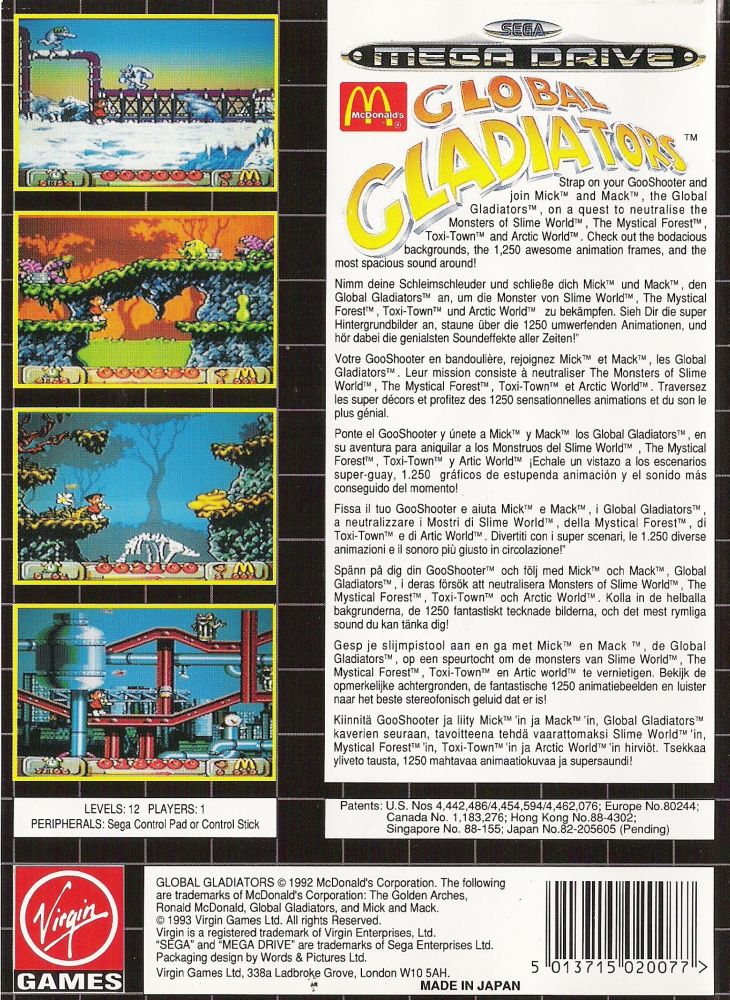 SEGA
MEGA DRIVE
McDonald's
GLOBAL
GLADIATORS™
Strap on your GooShooter and
join Mick™ and Mack™, the Global
Gladiators™, on a quest to neutralise the
Monsters of Slime World™, The Mystical Forest™,
Toxi-Town™ and Arctic World™. Check out the bodacious
backgrounds, the 1,250 awesome animation frames, and the
most spacious sound around!
Nimm deine Schleimschleuder und schließe dich Mick™ und Mack™, den
Global Gladiators™ an, um die Monster von Slime World™, The Mystical
Forest™, Toxi-Town™ und Arctic World™ zu bekämpfen. Sieh Dir die super
Hintergrundbilder an, staune über die 1250 umwerfenden Animationen, und
hör dabei die genialsten Soundeffekte aller Zeiten!"
Votre GooShooter en bandoulière, rejoignez Mick™ et Mack™, les Global
Gladiators™. Leur mission consiste à neutraliser The Monsters of Slime
World™, The Mystical Forest™, Toxi-Town™ et Arctic World™. Traversez
les super décors et profitez des 1250 sensationnelles animations et du son le
plus génial.
Ponte el GooShooter y únete a Mick™ y Mack™ los Global Gladiators™, en
su aventura para aniquilar a los Monstruos del Slime World™, The Mystical
Forest™, Toxi-Town™ y Artic World™ ¡Echale un vistazo a los escenarios
super-guay, 1.250 gráficos de estupenda animación y el sonido más
conseguido del momento!
Fissa il tuo GooShooter e aiuta Mick™ e Mack™, i Global Gladiators™,
a neutralizzare i Mostri di Slime World™, della Mystical Forest™, di
Toxi-Town™ e di Artic World™. Divertiti con i super scenari, le 1.250 diverse
animazioni e il sonoro più giusto in circolazione!"
Spänn på dig din GooShooter™ och följ med Mick™ och Mack™, Global
Gladiators™, i deras försök att neutralisera Monsters of Slime World™, The
Mystical Forest™, Toxi-Town™ och Arctic World™. Kolla in de helballa
bakgrunderna, de 1250 fantastiskt tecknade bilderna, och det mest rymliga
sound du kan tänka dig!
Gesp je slijmpistool aan en ga met Mick™ en Mack™, de Global
Gladiators™, op een speurtocht om de monsters van Slime World™, The
Mystical Forest™, Toxi-Town™ en Artic world™ te vernietigen. Bekijk de
opmerkelijke achtergronden, de fantastische 1250 animatiebeelden en luister
naar het beste stereofonisch geluid dat er is!
Kiinnitä GooShooter ja liity Mick™'in ja Mack™'in, Global Gladiators™
kaverien seuraan, tavoitteena tehdä vaarattomaksi Slime World™'in,
Mystical Forest™'in, Toxi-Town™'in ja Arctic World™'in hirviöt. Tsekkaa
yliveto tausta, 1250 mahtavaa animaatiokuvaa ja supersaundi!
LEVELS: 12 PLAYERS: 1
PERIPHERALS: Sega Control Pad or Control Stick
Patents: U.S. Nos 4,442,486/4,454,594/4,462,076; Europe No.80244;
Canada No. 1,183,276; Hong Kong No.88-4302;
Singapore No. 88-155; Japan No.82-205605 (Pending)
Virgin
GAMES
GLOBAL GLADIATORS © 1992 McDonald's Corporation. The following
are trademarks of McDonald's Corporation: The Golden Arches,
Ronald McDonald, Global Gladiators, and Mick and Mack.
© 1993 Virgin Games Ltd. All rights Reserved.
Virgin is a registered trademark of Virgin Enterprises, Ltd.
"SEGA" and "MEGA DRIVE" are trademarks of Sega Enterprises Ltd.
Packaging design by Words & Pictures Ltd.
Virgin Games Ltd, 338a Ladbroke Grove, London W10 5AH.
MADE IN JAPAN
5 013715 020077 >